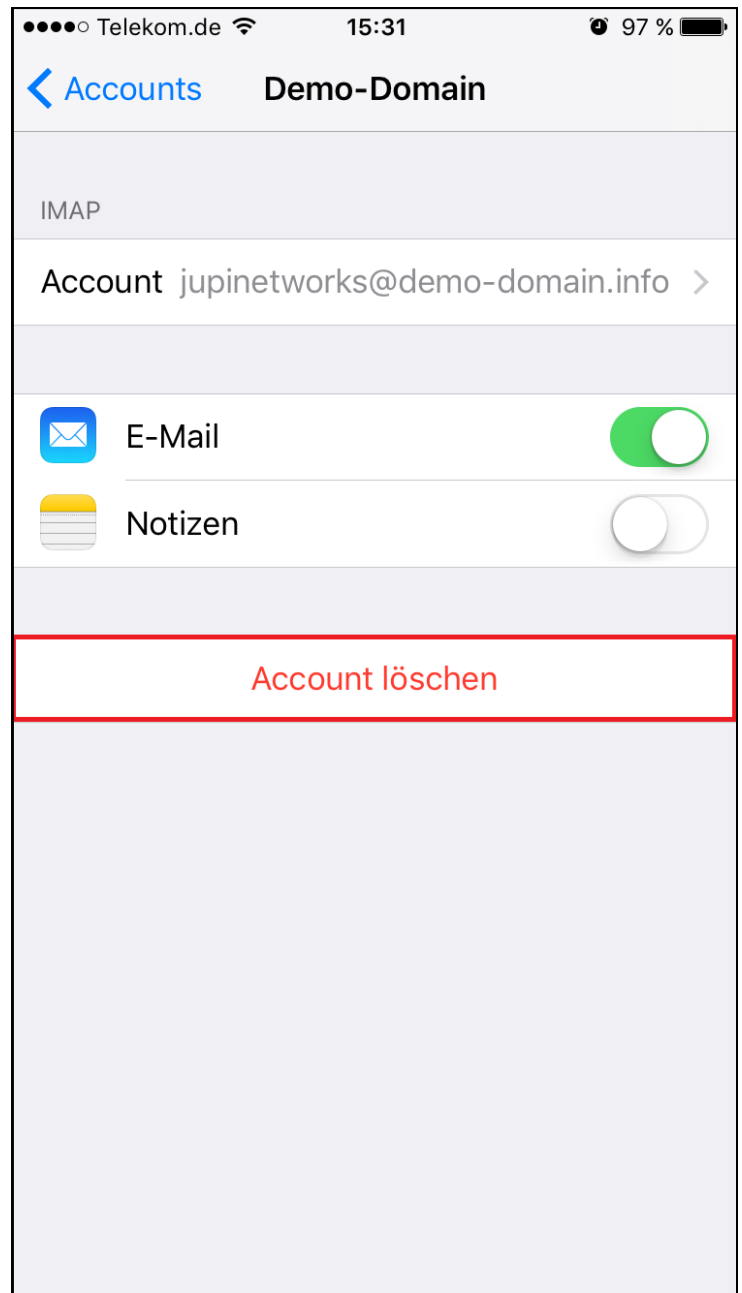 Telekom.de 15:31 97 %
Accounts Demo-Domain
IMAP
Account jupinetworks@demo-domain.info
E-Mail
Notizen
Account löschen